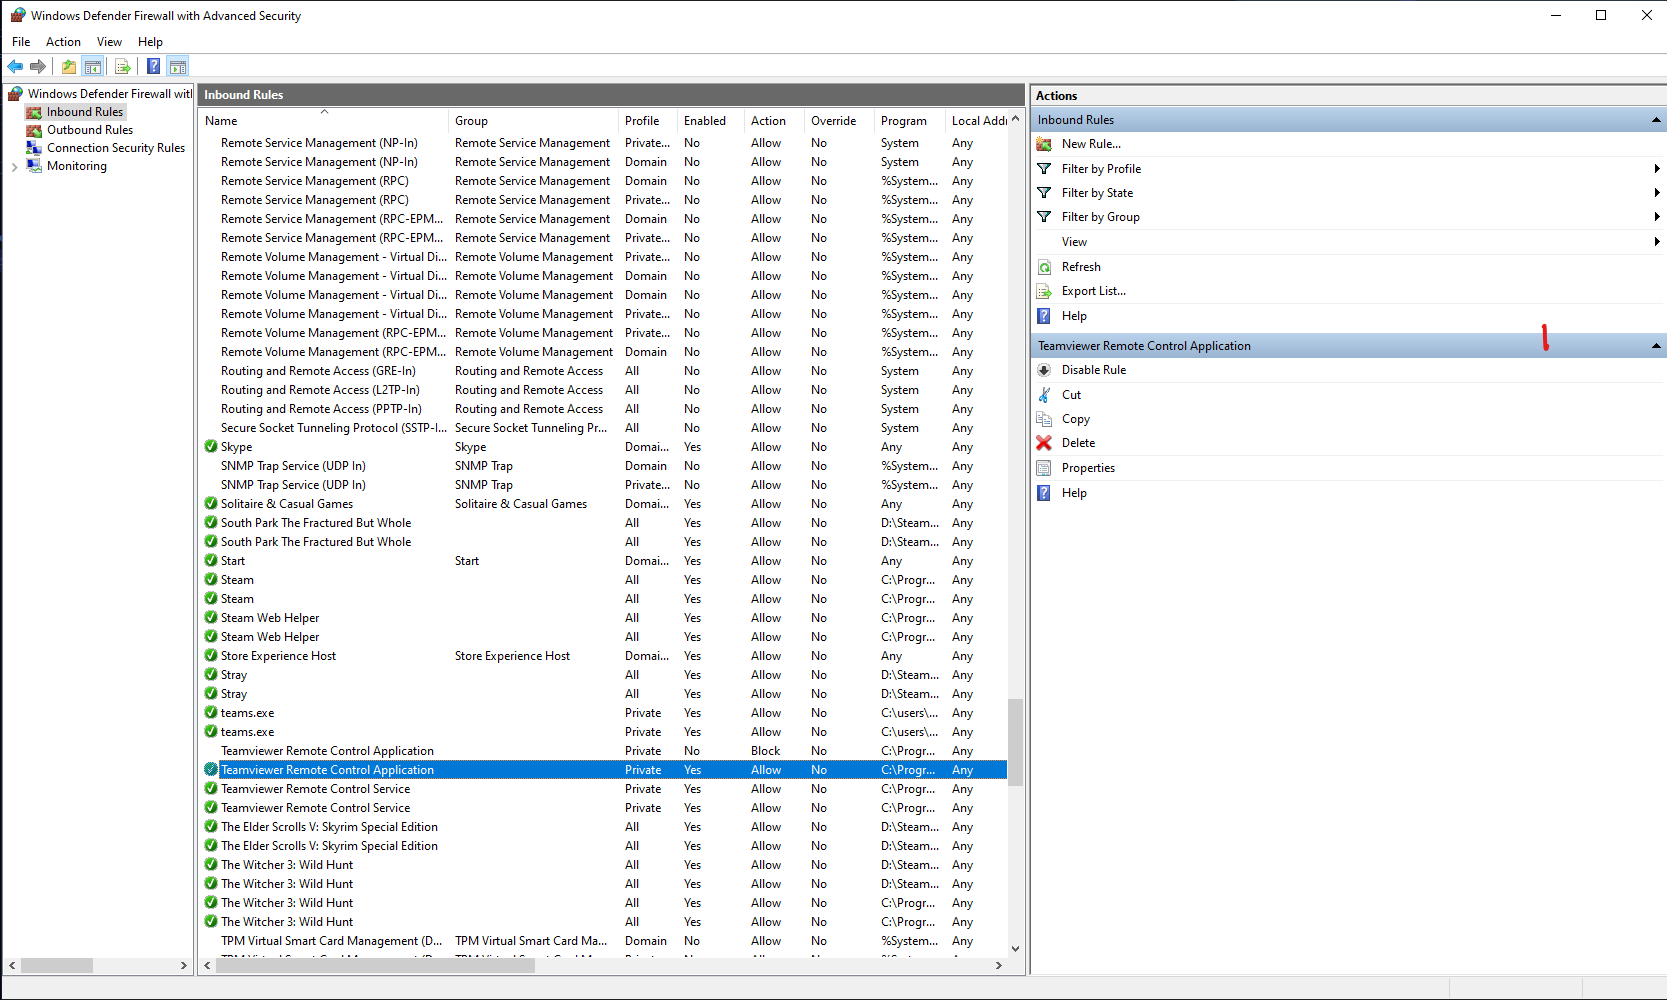 Windows Defender Firewall with Advanced Security
File Action View Help
Windows Defender Firewall wit
Inbound Rules
Outbound Rules
Connection Security Rules
Monitoring
Inbound Rules
Name Group Profile Enabled Action Override Program Local Addr
Remote Service Management (NP-In) Remote Service Management Private... No Allow No System Any
Remote Service Management (NP-In) Remote Service Management Domain No Allow No System Any
Remote Service Management (RPC) Remote Service Management Domain No Allow No %System... Any
Remote Service Management (RPC) Remote Service Management Private... No Allow No %System... Any
Remote Service Management (RPC-EPM... Remote Service Management Domain No Allow No %System... Any
Remote Service Management (RPC-EPM... Remote Service Management Private... No Allow No %System... Any
Remote Volume Management - Virtual Di... Remote Volume Management Private... No Allow No %System... Any
Remote Volume Management - Virtual Di... Remote Volume Management Domain No Allow No %System... Any
Remote Volume Management - Virtual Di... Remote Volume Management Domain No Allow No %System... Any
Remote Volume Management - Virtual Di... Remote Volume Management Private... No Allow No %System... Any
Remote Volume Management (RPC-EPM... Remote Volume Management Private... No Allow No %System... Any
Remote Volume Management (RPC-EPM... Remote Volume Management Domain No Allow No %System... Any
Routing and Remote Access (GRE-In) Routing and Remote Access All No Allow No System Any
Routing and Remote Access (L2TP-In) Routing and Remote Access All No Allow No System Any
Routing and Remote Access (PPTP-In) Routing and Remote Access All No Allow No System Any
Secure Socket Tunneling Protocol (SSTP-I... Secure Socket Tunneling Pr... All No Allow No System Any
Skype Skype Domai... Yes Allow No Any Any
SNMP Trap Service (UDP In) SNMP Trap Domain No Allow No %System... Any
SNMP Trap Service (UDP In) SNMP Trap Private... No Allow No %System... Any
Solitaire & Casual Games Solitaire & Casual Games Domai... Yes Allow No Any Any
South Park The Fractured But Whole All Yes Allow No D:\Steam... Any
South Park The Fractured But Whole All Yes Allow No D:\Steam... Any
Start Start Domai... Yes Allow No Any Any
Steam All Yes Allow No C:\Progr... Any
Steam All Yes Allow No C:\Progr... Any
Steam Web Helper All Yes Allow No C:\Progr... Any
Steam Web Helper All Yes Allow No C:\Progr... Any
Store Experience Host Store Experience Host Domai... Yes Allow No Any Any
Stray All Yes Allow No D:\Steam... Any
Stray All Yes Allow No D:\Steam... Any
teams.exe Private Yes Allow No C:\users\... Any
teams.exe Private Yes Allow No C:\users\... Any
Teamviewer Remote Control Application Private No Block No C:\Progr... Any
Teamviewer Remote Control Application Private Yes Allow No C:\Progr... Any
Teamviewer Remote Control Service Private Yes Allow No C:\Progr... Any
Teamviewer Remote Control Service Private Yes Allow No C:\Progr... Any
The Elder Scrolls V: Skyrim Special Edition All Yes Allow No D:\Steam... Any
The Elder Scrolls V: Skyrim Special Edition All Yes Allow No D:\Steam... Any
The Witcher 3: Wild Hunt All Yes Allow No D:\Steam... Any
The Witcher 3: Wild Hunt All Yes Allow No D:\Steam... Any
The Witcher 3: Wild Hunt All Yes Allow No C:\Progr... Any
The Witcher 3: Wild Hunt All Yes Allow No C:\Progr... Any
TPM Virtual Smart Card Management (D... TPM Virtual Smart Card Ma... Domain No Allow No %System... Any
Actions
Inbound Rules
New Rule...
Filter by Profile
Filter by State
Filter by Group
View
Refresh
Export List...
Help
Teamviewer Remote Control Application
Disable Rule
Cut
Copy
Delete
Properties
Help